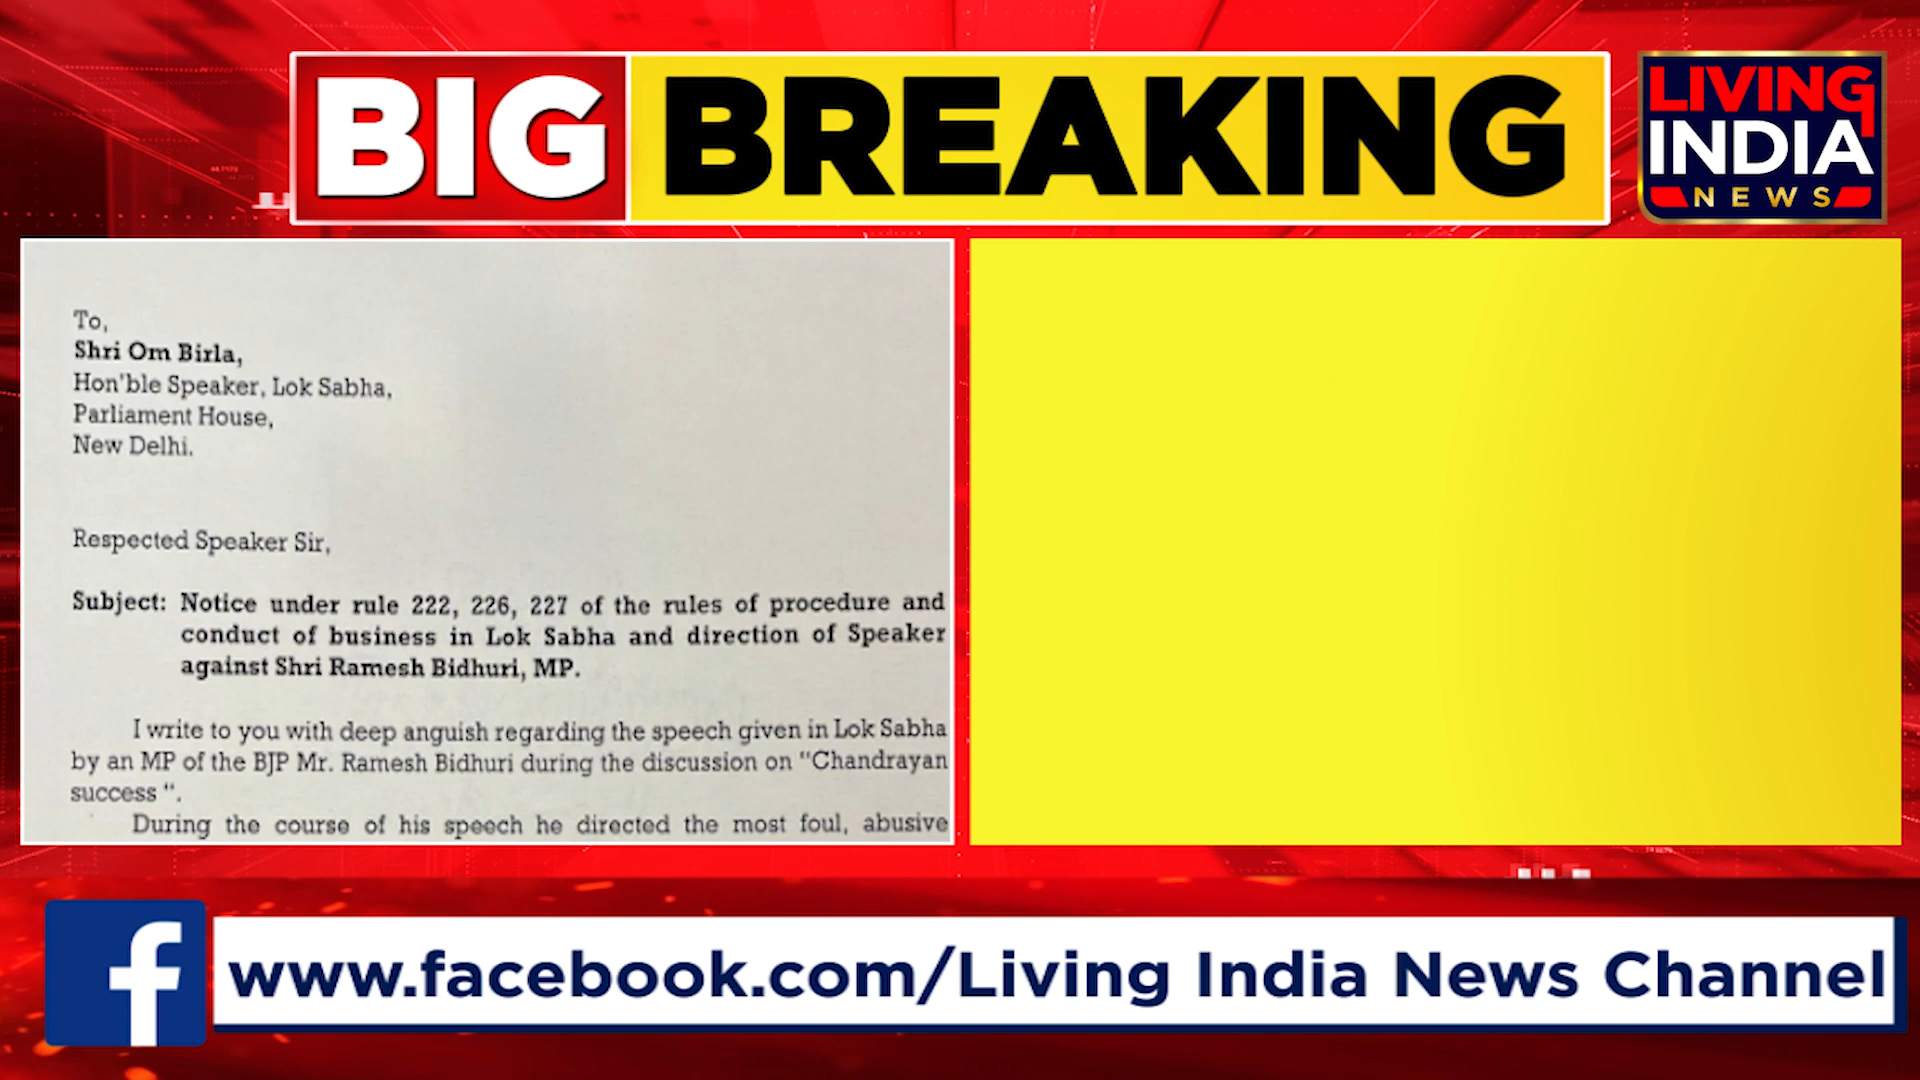 BIG BREAKING
LIVING
INDIA
NEWS
To,
Shri Om Birla,
Hon'ble Speaker, Lok Sabha,
Parliament House,
New Delhi.
Respected Speaker Sir,
Subject: Notice under rule 222, 226, 227 of the rules of procedure and
conduct of business in Lok Sabha and direction of Speaker
against Shri Ramesh Bidhuri, MP.
I write to you with deep anguish regarding the speech given in Lok Sabha
by an MP of the BJP Mr. Ramesh Bidhuri during the discussion on "Chandrayan
success ".
During the course of his speech he directed the most foul, abusive
f www.facebook.com/Living India News Channel